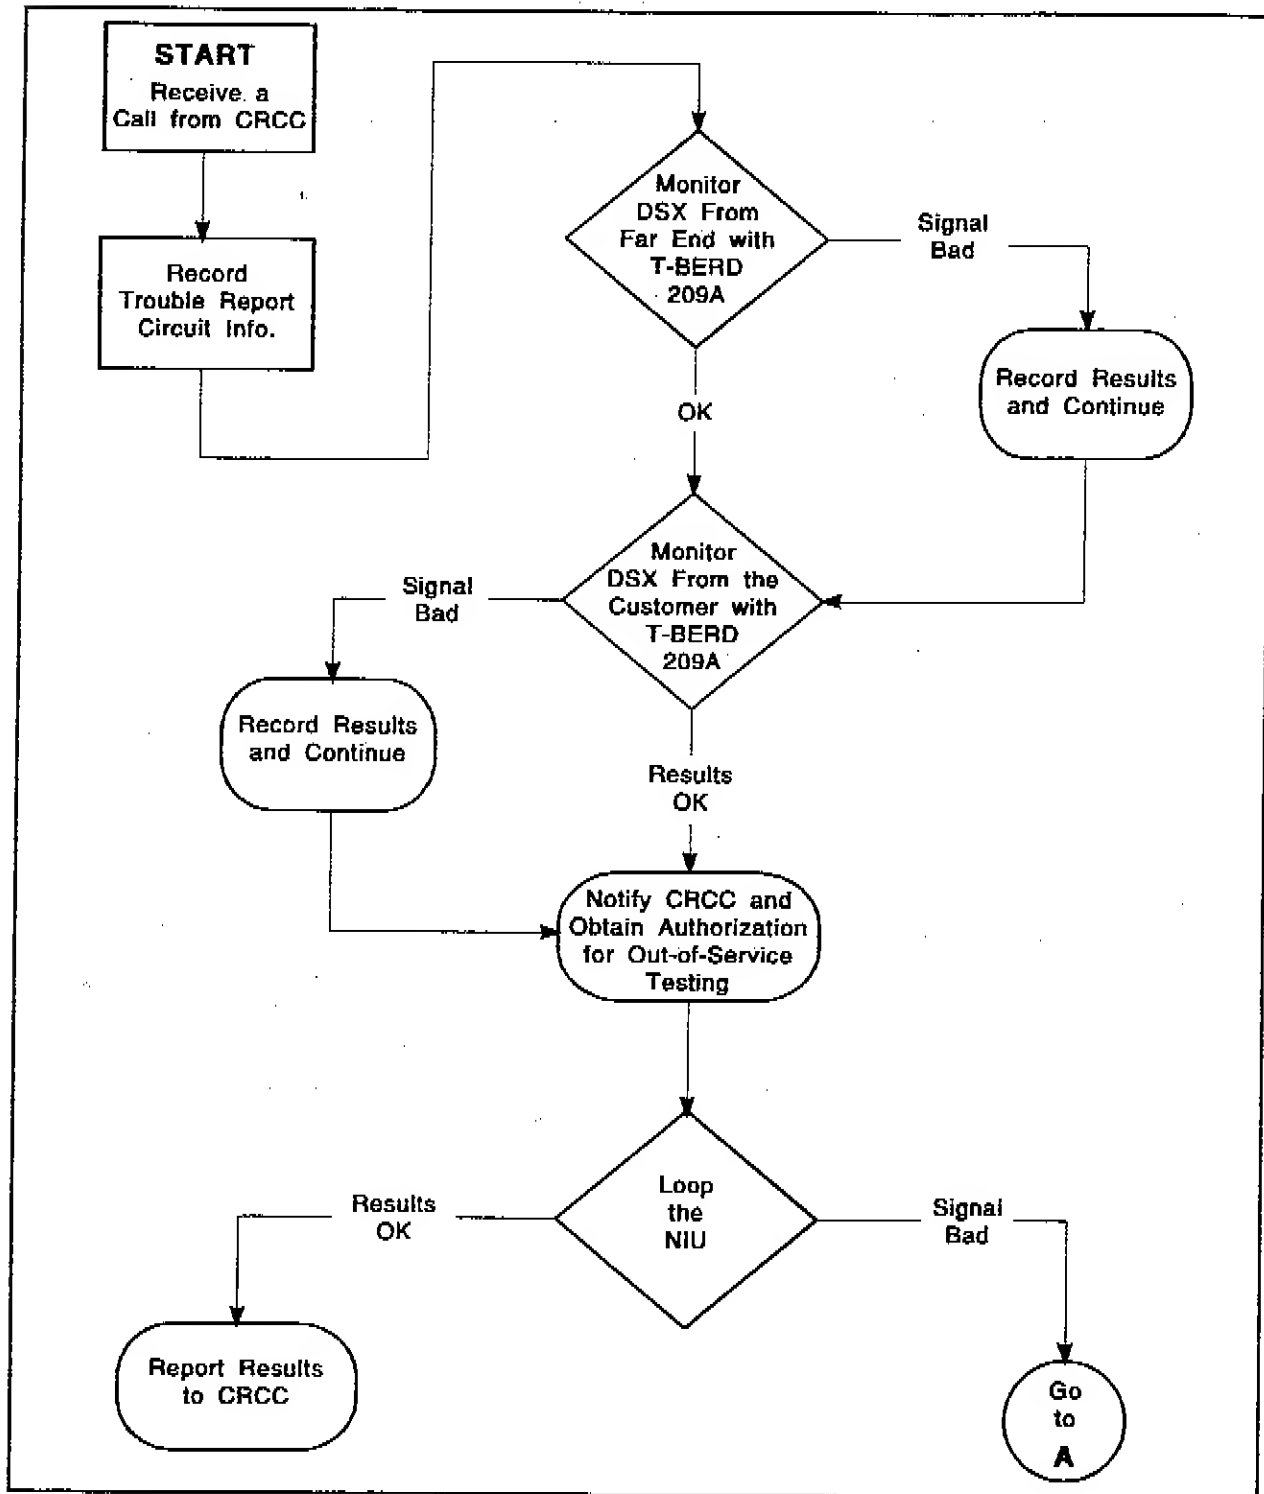 START
Receive a
Call from CRCC
Record
Trouble Report
Circuit Info.
Monitor
DSX From
Far End with
T-BERD
209A
Signal
Bad
Record Results
and Continue
OK
Monitor
DSX From the
Customer with
T-BERD
209A
Signal
Bad
Record Results
and Continue
Results
OK
Notify CRCC and
Obtain Authorization
for Out-of-Service
Testing
Loop
the
NIU
Results
OK
Signal
Bad
Report Results
to CRCC
Go
to
A